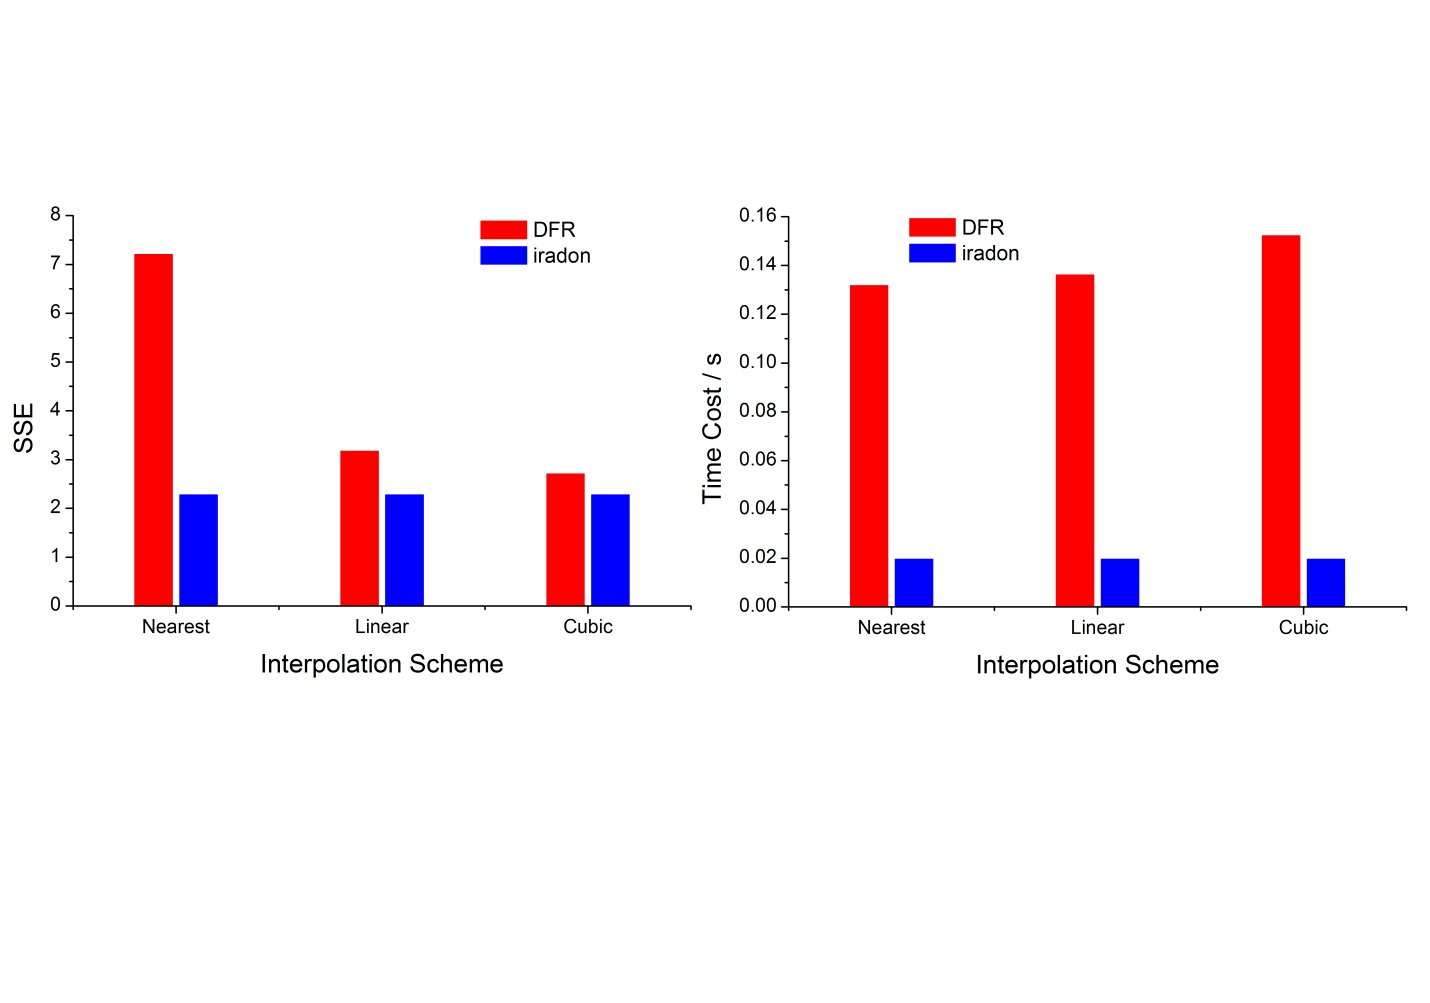 8
7
6
5
4
3
2
1
0
SSE
DFR
iradon
Nearest Linear Cubic
Interpolation Scheme
0.16
0.14
0.12
0.10
0.08
0.06
0.04
0.02
0.00
Time Cost / s
DFR
iradon
Nearest Linear Cubic
Interpolation Scheme